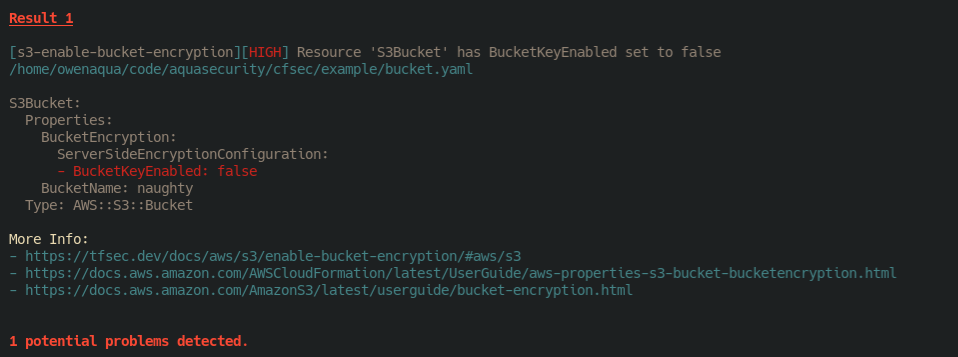 Result 1
[s3-enable-bucket-encryption][HIGH] Resource 'S3Bucket' has BucketKeyEnabled set to false
/home/owenaqua/code/aquasecurity/cfsec/example/bucket.yaml
S3Bucket:
  Properties:
    BucketEncryption:
      ServerSideEncryptionConfiguration:
      - BucketKeyEnabled: false
    BucketName: naughty
  Type: AWS::S3::Bucket
More Info:
- https://tfsec.dev/docs/aws/s3/enable-bucket-encryption/#aws/s3
- https://docs.aws.amazon.com/AWSCloudFormation/latest/UserGuide/aws-properties-s3-bucket-bucketencryption.html
- https://docs.aws.amazon.com/AmazonS3/latest/userguide/bucket-encryption.html
1 potential problems detected.